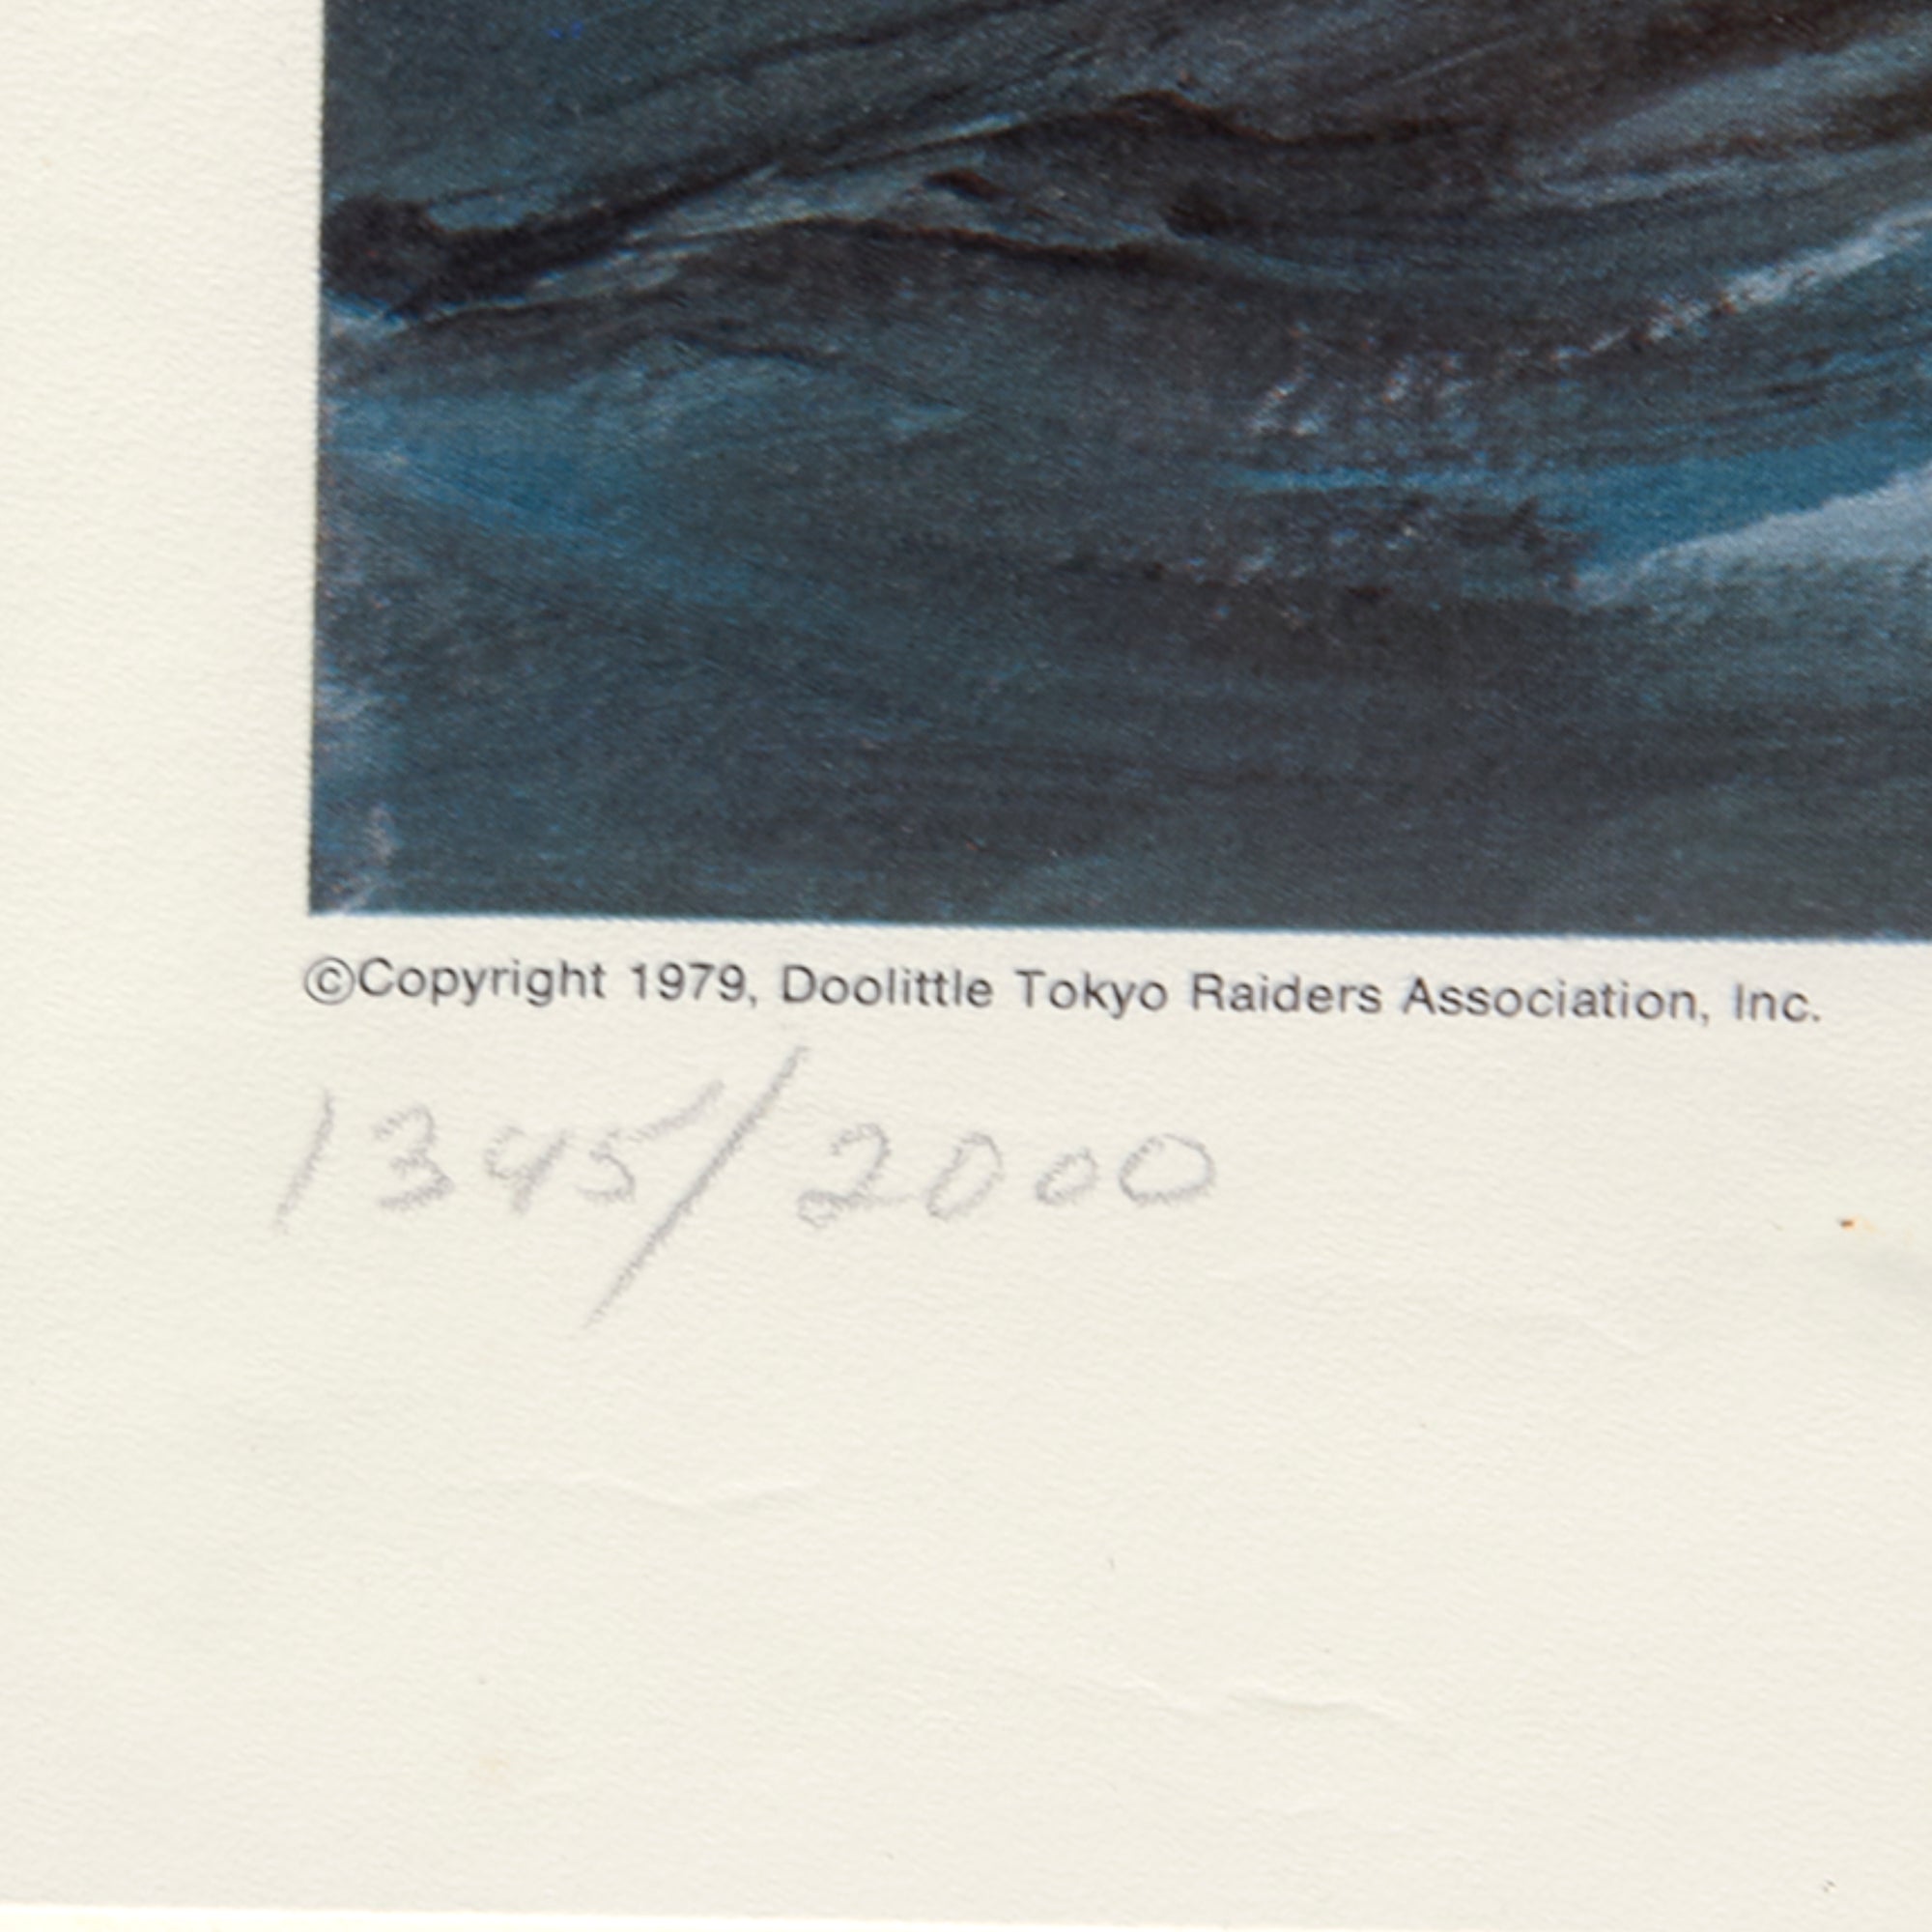 ©Copyright 1979, Doolittle Tokyo Raiders Association, Inc.
1345/2000